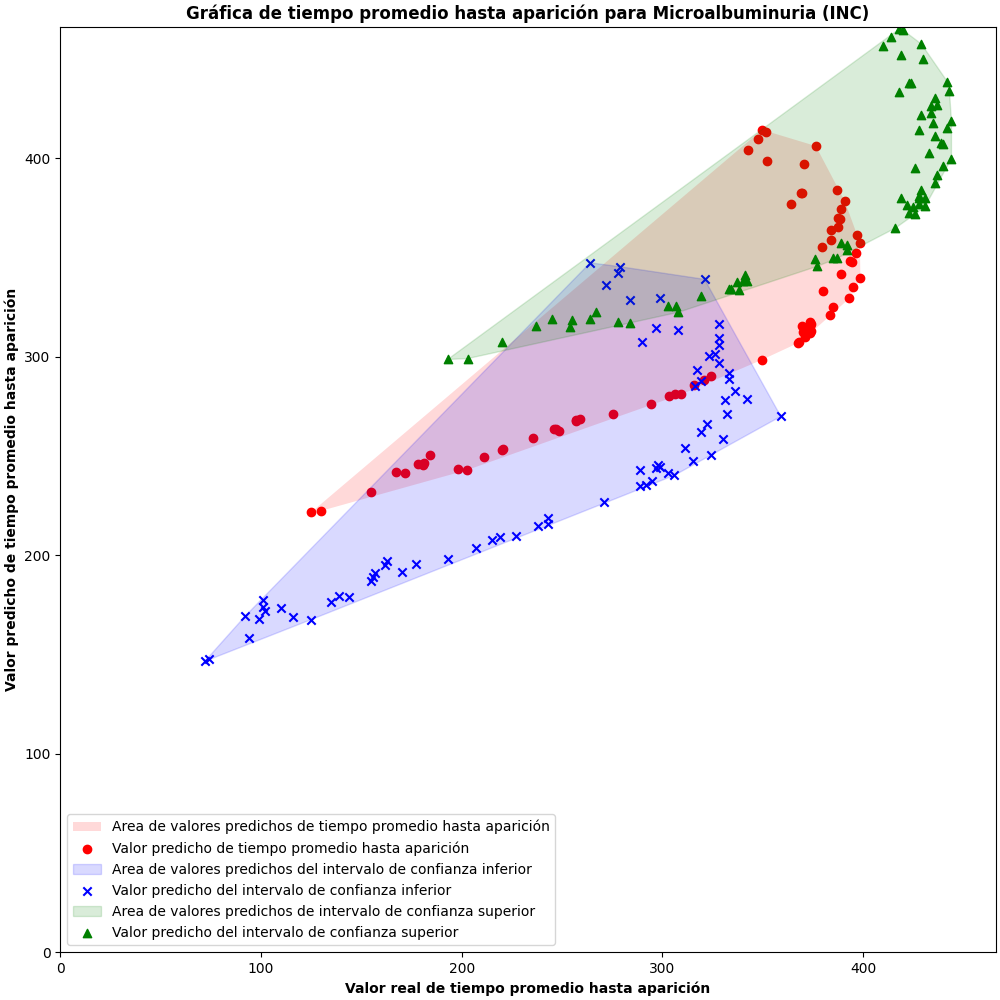 Gráfica de tiempo promedio hasta aparición para Microalbuminuria (INC)
Valor predicho de tiempo promedio hasta aparición
400
300
200
100
0
Area de valores predichos de tiempo promedio hasta aparición
Valor predicho de tiempo promedio hasta aparición
Area de valores predichos del intervalo de confianza inferior
Valor predicho del intervalo de confianza inferior
Area de valores predichos de intervalo de confianza superior
Valor predicho del intervalo de confianza superior
0 100 200 300 400
Valor real de tiempo promedio hasta aparición